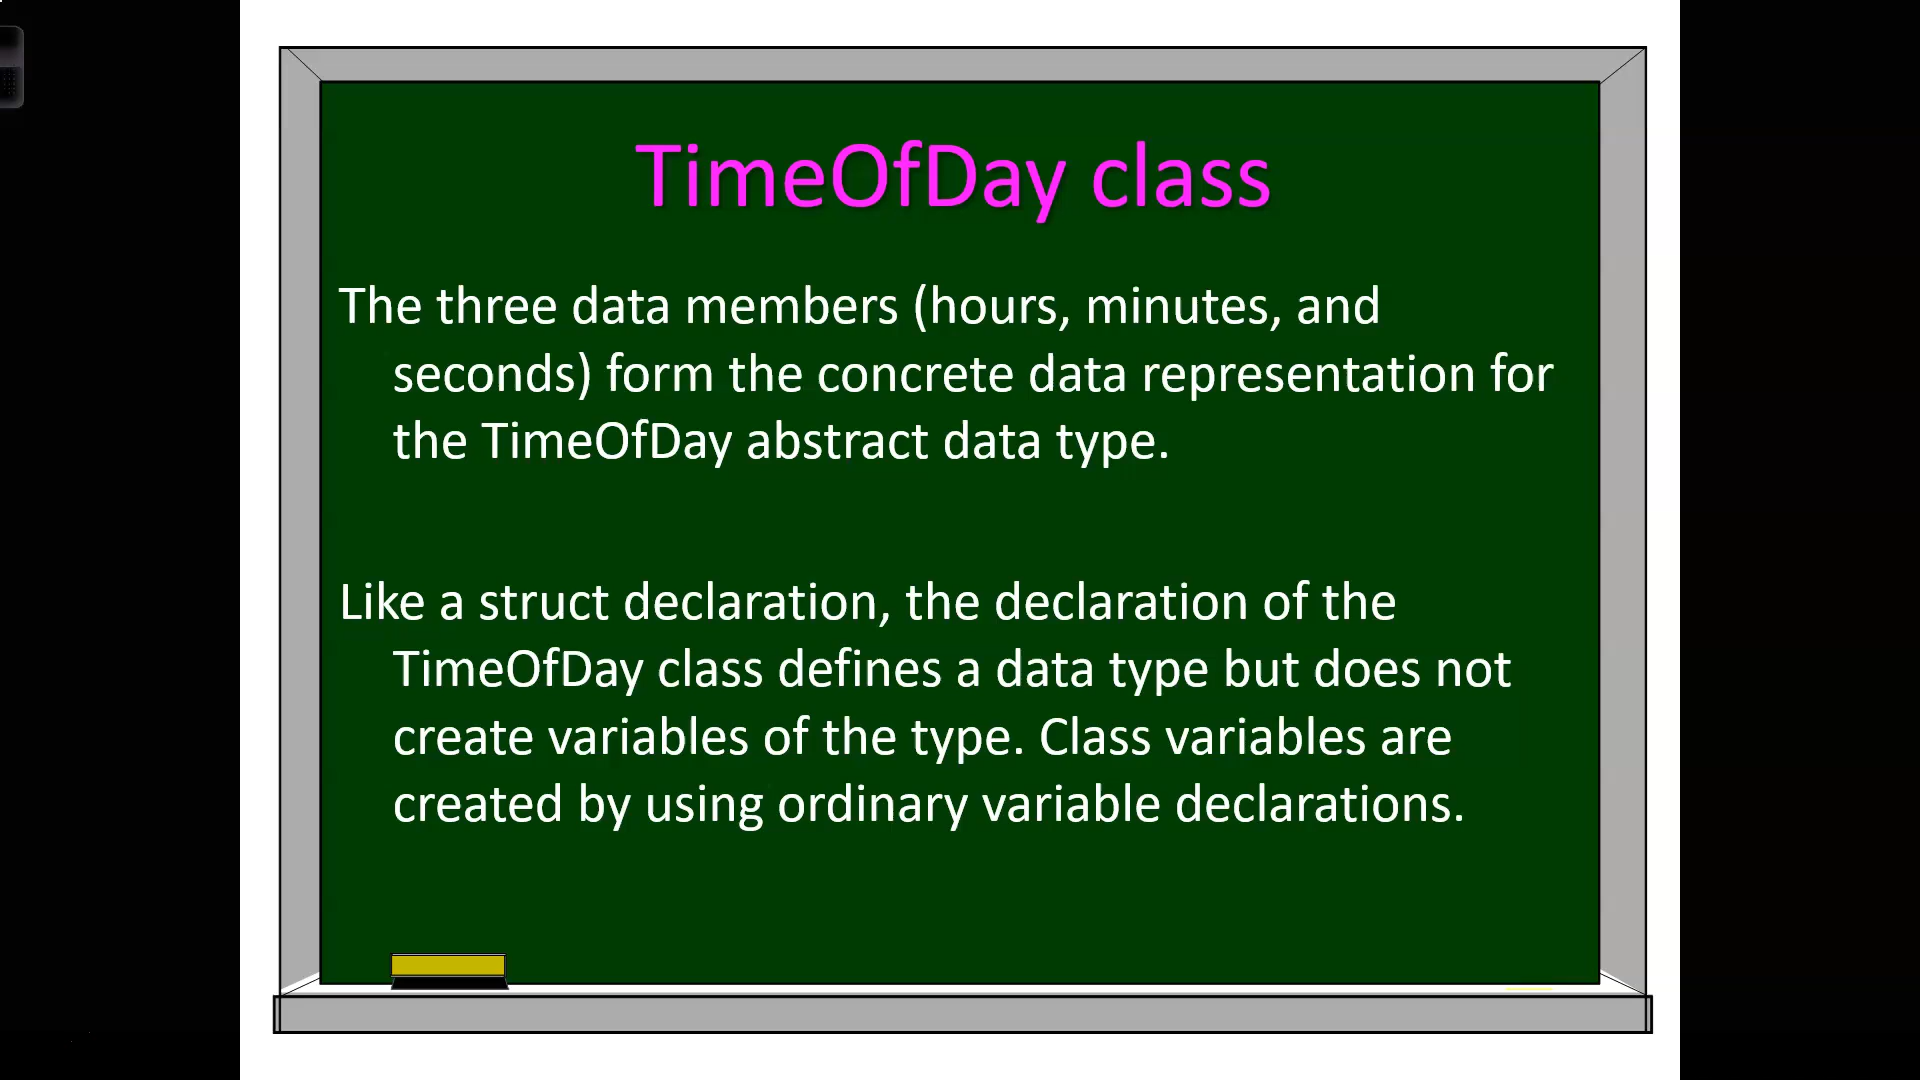 TimeOfDay class
The three data members (hours, minutes, and
seconds) form the concrete data representation for
the TimeOfDay abstract data type.
Like a struct declaration, the declaration of the
TimeOfDay class defines a data type but does not
create variables of the type. Class variables are
created by using ordinary variable declarations.